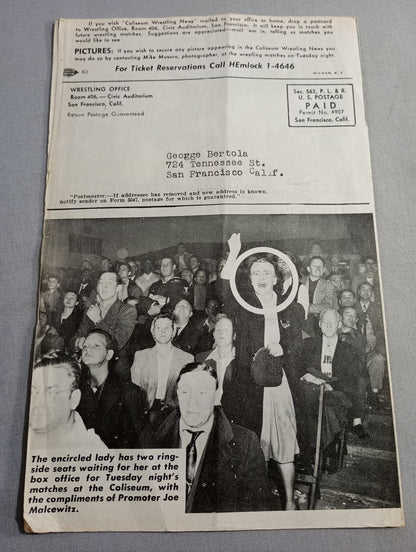 If you wish "Coliseum Wrestling News" mailed to your office or home, drop a postcard
to Wrestling Office, Room 406, Civic Auditorium, San Francisco. It will keep you in touch with
future wrestling matches. Suggestions are appreciated—mail 'em in, telling us matches you
would like to see
PICTURES: If you wish to secure any picture appearing in the Coliseum Wrestling News you
may do so by contacting Mike Musura, photographer, at the wrestling matches on Tuesday night.
40
For Ticket Reservations Call HEmlock 1-4646
HILMAR, S. F.
WRESTLING OFFICE
Room 406, — Civic Auditorium
San Francisco, Calif.
Return Postage Guaranteed
Sec. 562, P. L. & R.
U. S. POSTAGE
PAID
Permit No. 4907
San Francisco, Calif.
George Bertola
724 Tennessee St.
San Francisco Calif.
"Postmaster,—If addressee has removed and new address is known,
notify sender on Form 3547, postage for which is guaranteed."
The encircled lady has two ring-
side seats waiting for her at the
box office for Tuesday night's
matches at the Coliseum, with
the compliments of Promoter Joe
Malcewitz.